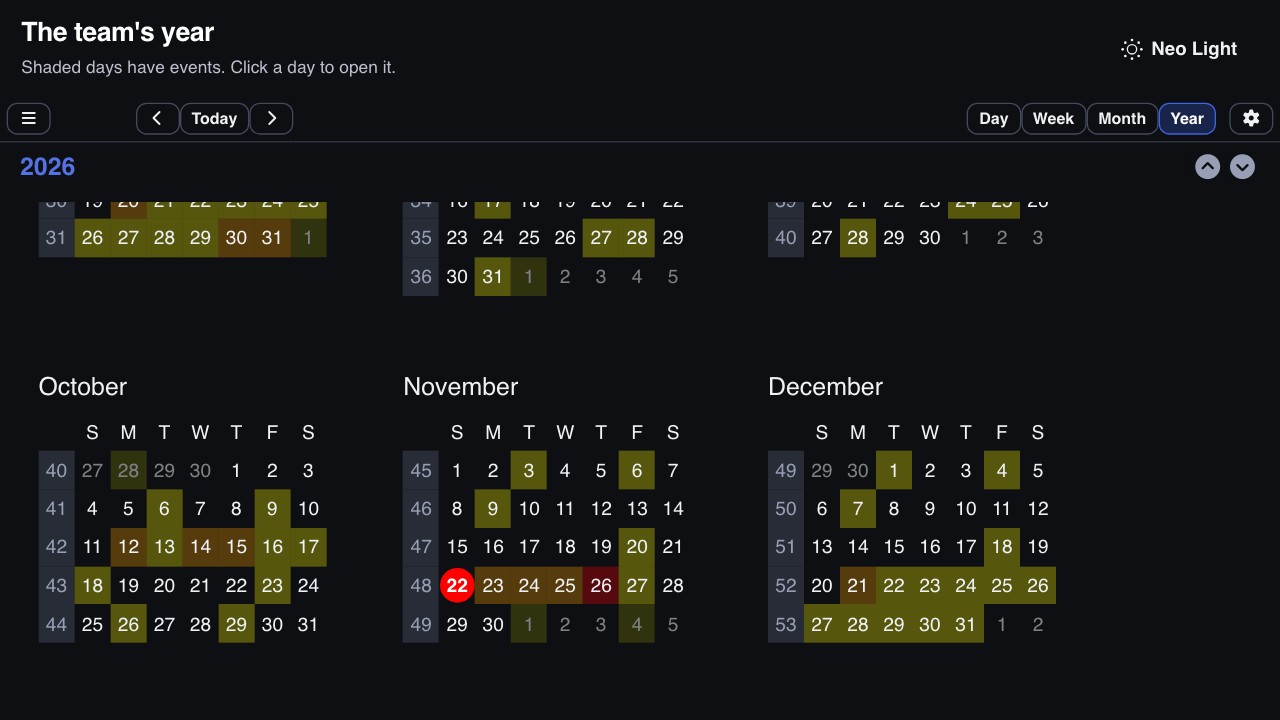 The team's year
Shaded days have events. Click a day to open it.
Neo Light
Today
Day Week Month Year
2026
31 26 27 28 29 30 31 1
35 23 24 25 26 27 28 29
40 27 28 29 30 1 2 3
36 30 31 1 2 3 4 5
October
S M T W T F S
40 27 28 29 30 1 2 3
41 4 5 6 7 8 9 10
42 11 12 13 14 15 16 17
43 18 19 20 21 22 23 24
44 25 26 27 28 29 30 31
November
S M T W T F S
45 1 2 3 4 5 6 7
46 8 9 10 11 12 13 14
47 15 16 17 18 19 20 21
48 22 23 24 25 26 27 28
49 29 30 1 2 3 4 5
December
S M T W T F S
49 29 30 1 2 3 4 5
50 6 7 8 9 10 11 12
51 13 14 15 16 17 18 19
52 20 21 22 23 24 25 26
53 27 28 29 30 31 1 2